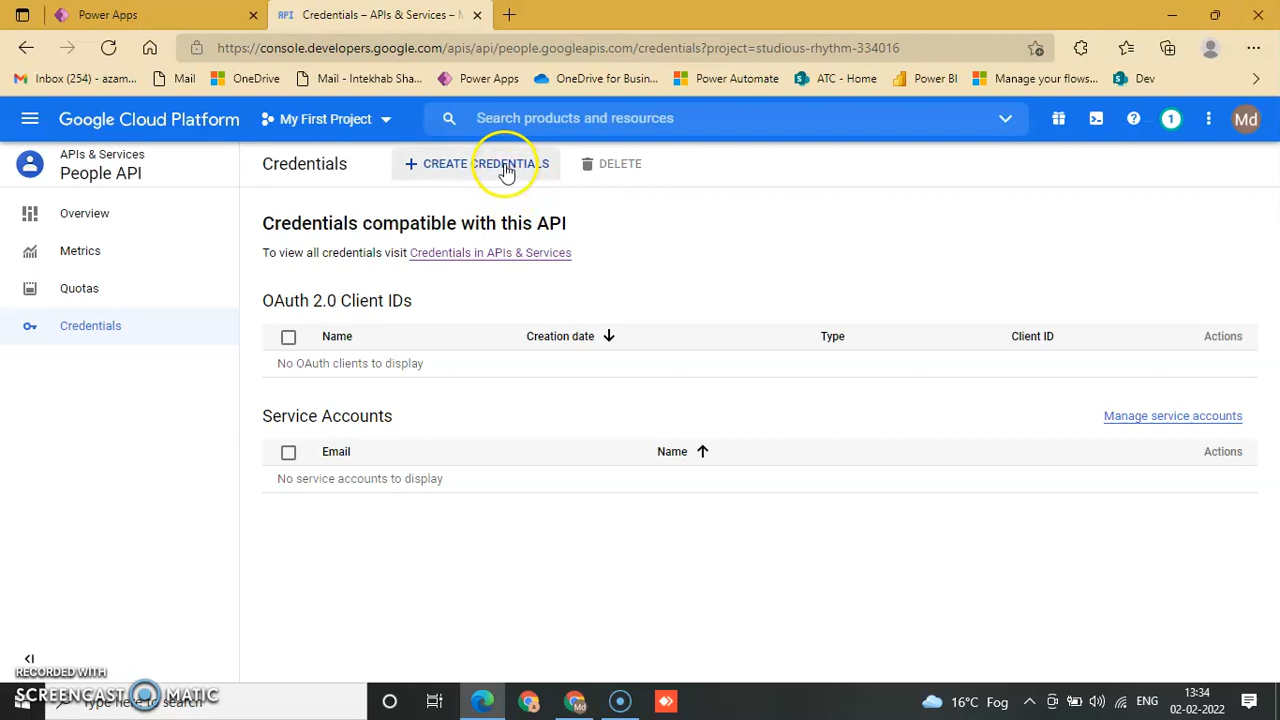 Power Apps
API Credentials – APIs & Services –
https://console.developers.google.com/apis/api/people.googleapis.com/credentials?project=studious-rhythm-334016
Inbox (254) - azam... Mail OneDrive Mail - Intekhab Sha... Power Apps OneDrive for Busin... Power Automate ATC - Home Power BI Manage your flows... Dev
Google Cloud Platform My First Project Search products and resources 1 Md
APIs & Services
People API
Credentials + CREATE CREDENTIALS DELETE
Overview
Metrics
Quotas
Credentials
Credentials compatible with this API
To view all credentials visit Credentials in APIs & Services
OAuth 2.0 Client IDs
Name Creation date Type Client ID Actions
No OAuth clients to display
Service Accounts Manage service accounts
Email Name Actions
No service accounts to display
RECORDED WITH
SCREENCAST MATIC
Type here to search
Md
16°C Fog ENG
13:34
02-02-2022